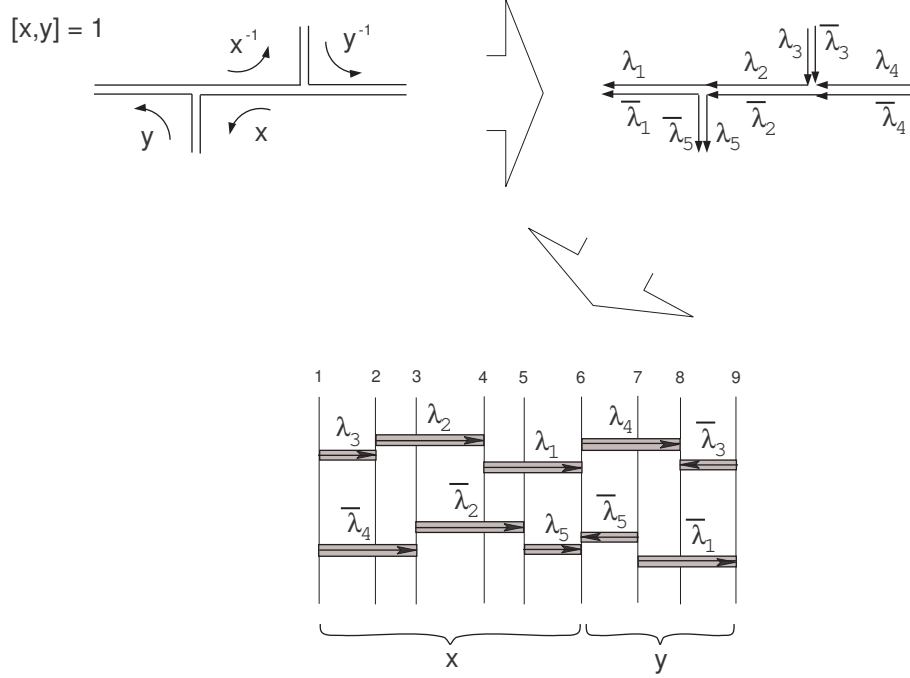 [x,y] = 1
x⁻¹ y⁻¹
y x
λ₃ λ̅₃
λ₁ λ₂ λ₄
λ̅₁ λ̅₅ λ₅ λ̅₂ λ̅₄
1 2 3 4 5 6 7 8 9
λ₃ λ₂ λ₁ λ₄ λ̅₃
λ̅₄ λ̅₂ λ₅ λ̅₅ λ̅₁
x y